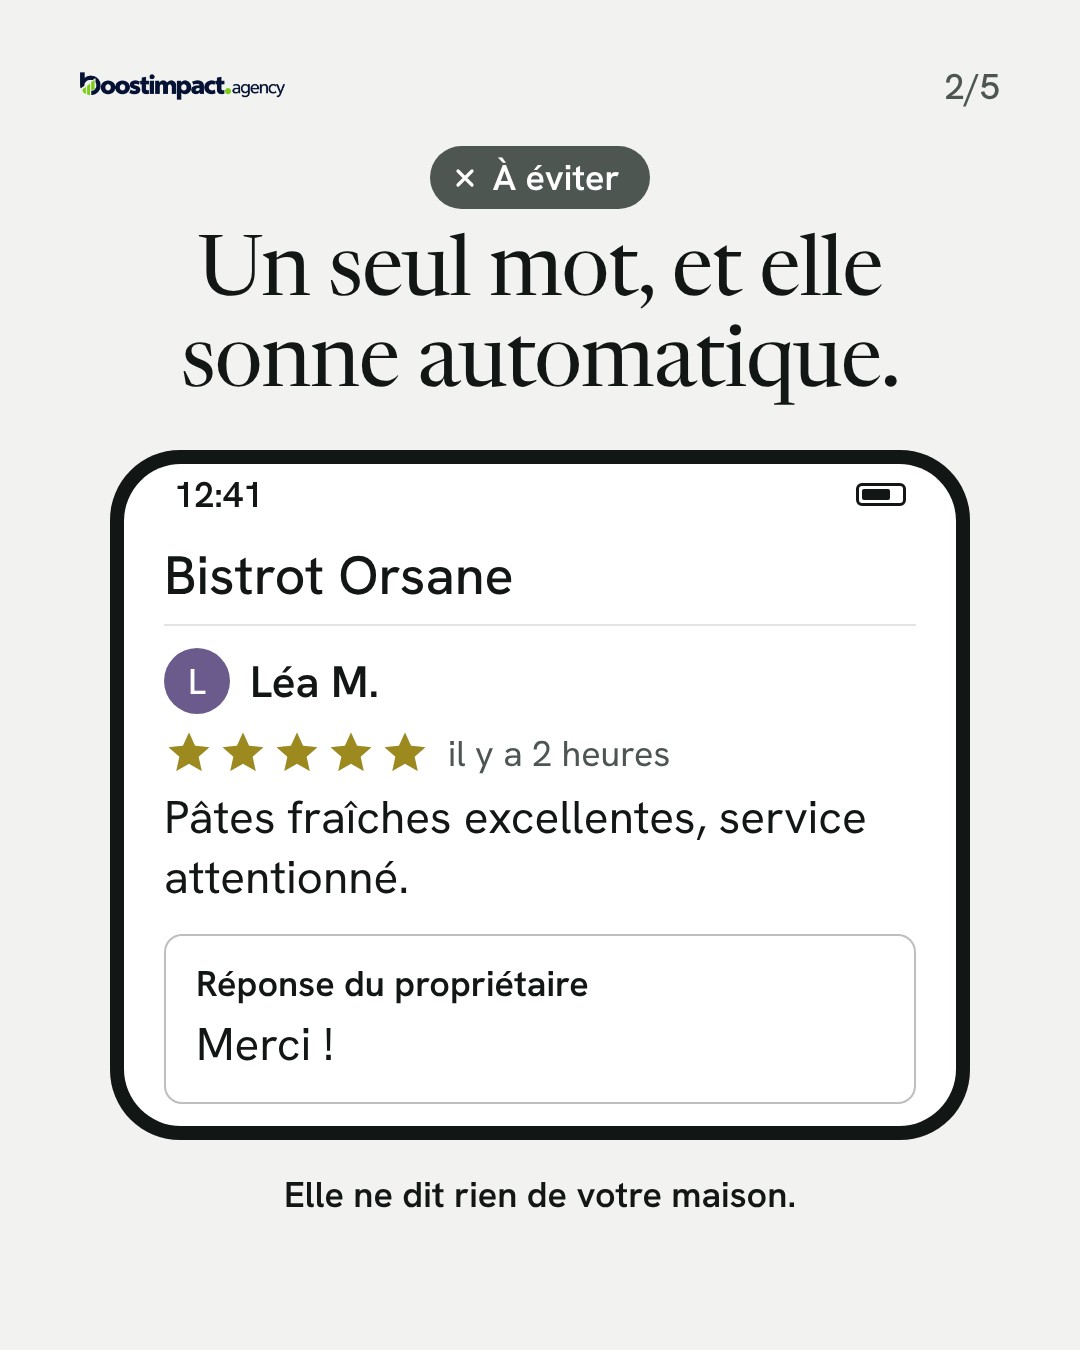 boostimpact.agency
2/5
× À éviter
Un seul mot, et elle
sonne automatique.
12:41
Bistrot Orsane
L
Léa M.
il y a 2 heures
Pâtes fraîches excellentes, service
attentionné.
Réponse du propriétaire
Merci !
Elle ne dit rien de votre maison.